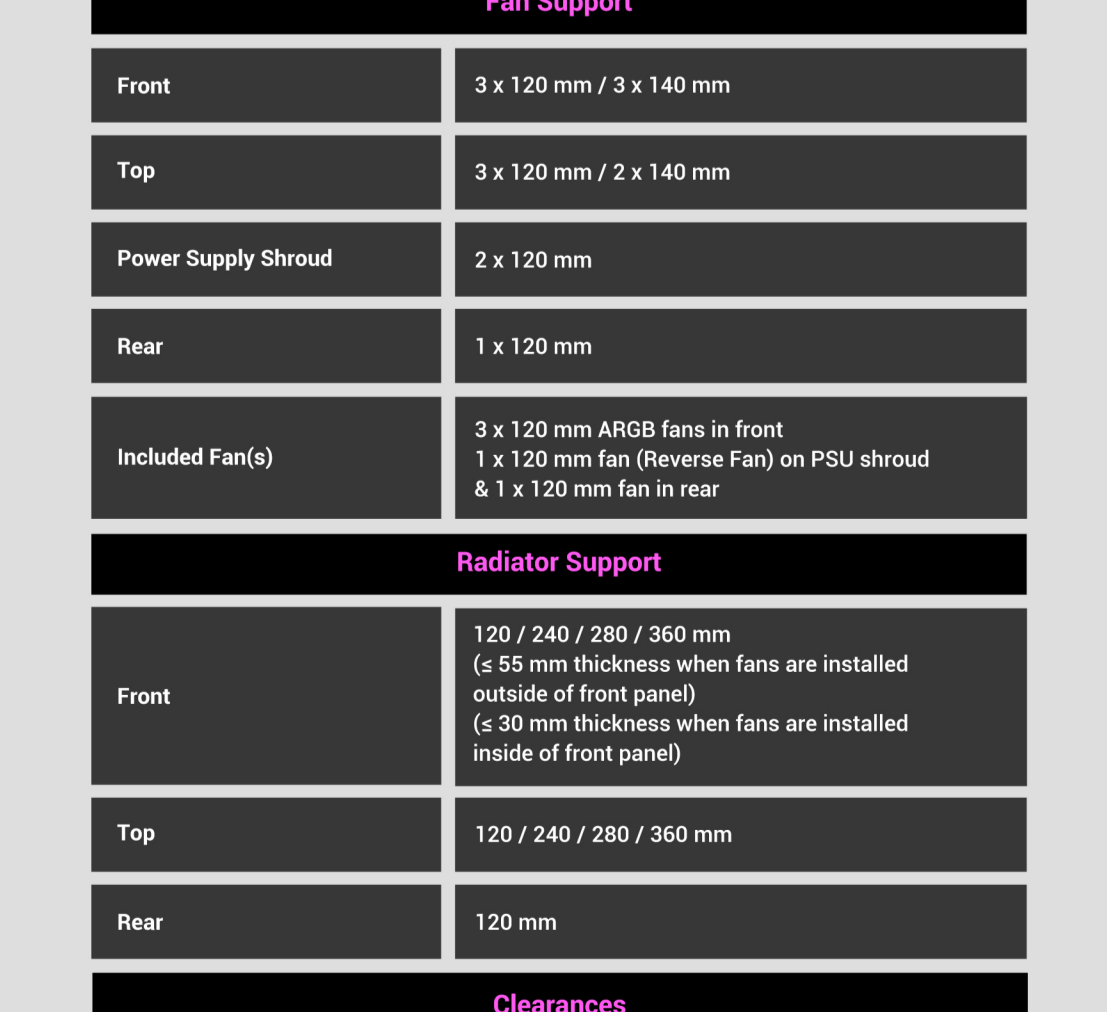 Fan Support
Front
3 x 120 mm / 3 x 140 mm
Top
3 x 120 mm / 2 x 140 mm
Power Supply Shroud
2 x 120 mm
Rear
1 x 120 mm
Included Fan(s)
3 x 120 mm ARGB fans in front
1 x 120 mm fan (Reverse Fan) on PSU shroud
& 1 x 120 mm fan in rear
Radiator Support
Front
120 / 240 / 280 / 360 mm
(≤ 55 mm thickness when fans are installed
outside of front panel)
(≤ 30 mm thickness when fans are installed
inside of front panel)
Top
120 / 240 / 280 / 360 mm
Rear
120 mm
Clearances